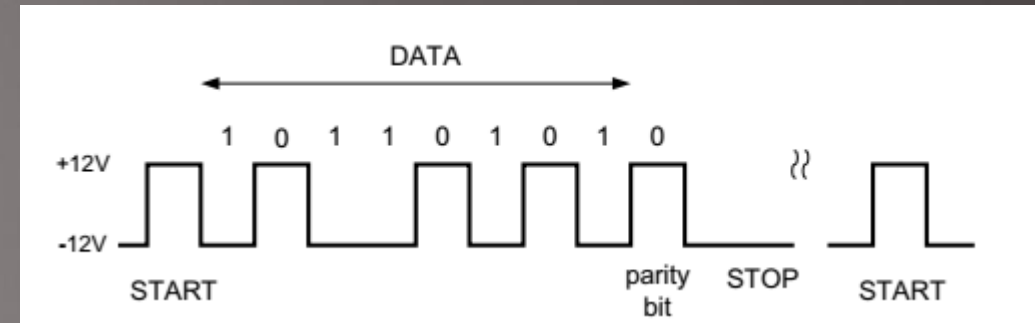 DATA
1 0 1 1 0 1 0 1 0
+12V
-12V
START
parity
bit
STOP
START